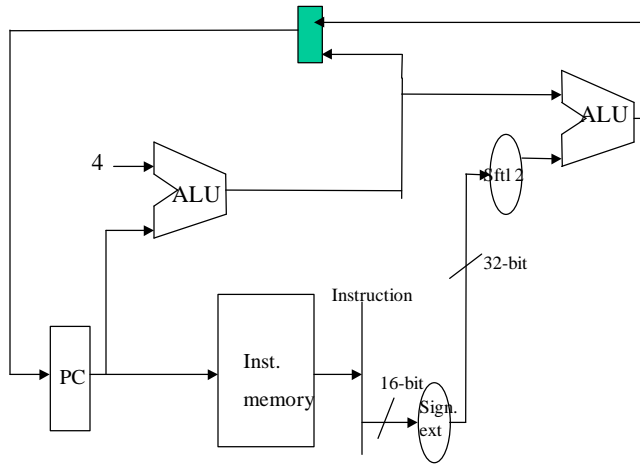 ALU
4
ALU
Sftl 2
32-bit
Instruction
PC
Inst.
memory
16-bit
Sign.
ext